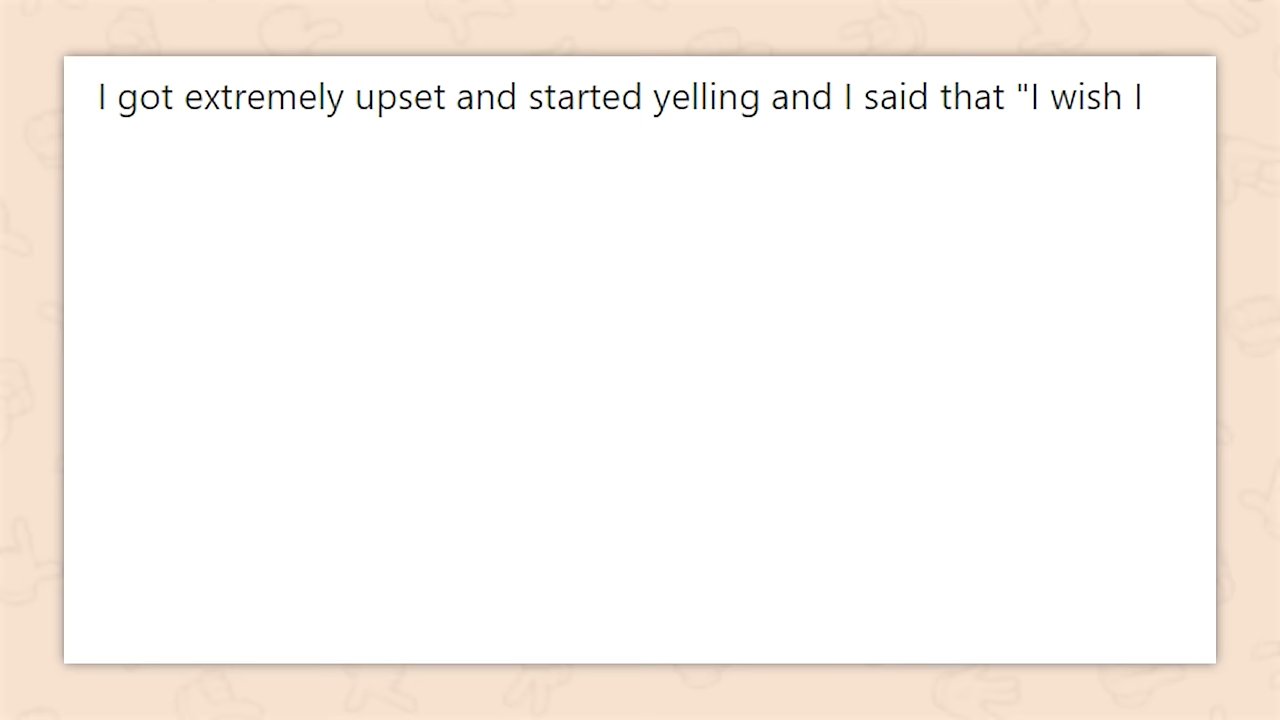 I got extremely upset and started yelling and I said that "I wish I